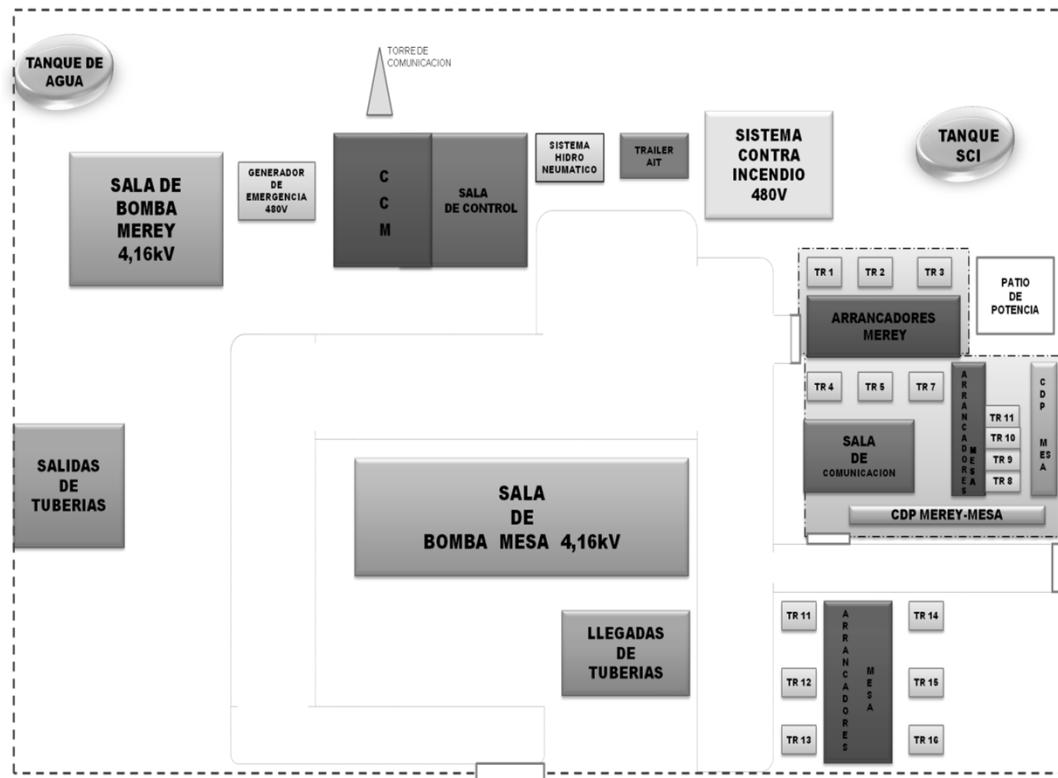 TORRE DE
COMUNICACION
TANQUE DE
AGUA
SALA DE
BOMBA
MEREY
4,16kV
GENERADOR
DE
EMERGENCIA
480V
C
C
M
SALA
DE CONTROL
SISTEMA
HIDRO
NEUMATICO
TRAILER
AIT
SISTEMA
CONTRA
INCENDIO
480V
TANQUE
SCI
TR 1
TR 2
TR 3
ARRANCADORES
MEREY
PATIO
DE
POTENCIA
TR 4
TR 5
TR 7
ARRANCADORES
MESA
TR 11
TR 10
TR 9
TR 8
CDP
MESA
SALA
DE
COMUNICACION
CDP MEREY-MESA
SALIDAS
DE
TUBERIAS
SALA
DE
BOMBA MESA 4,16kV
LLEGADAS
DE
TUBERIAS
TR 11
TR 12
TR 13
ARRANCADORES
MESA
TR 14
TR 15
TR 16